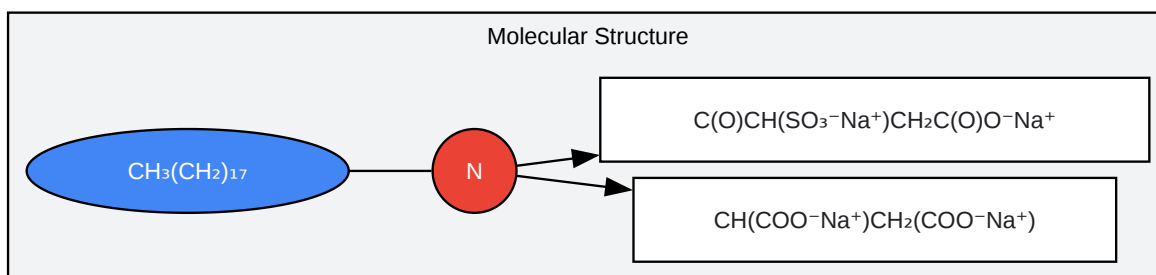 Molecular Structure
CH₃(CH₂)₁₇
N
C(O)CH(SO₃⁻Na⁺)CH₂C(O)O⁻Na⁺
CH(COO⁻Na⁺)CH₂(COO⁻Na⁺)